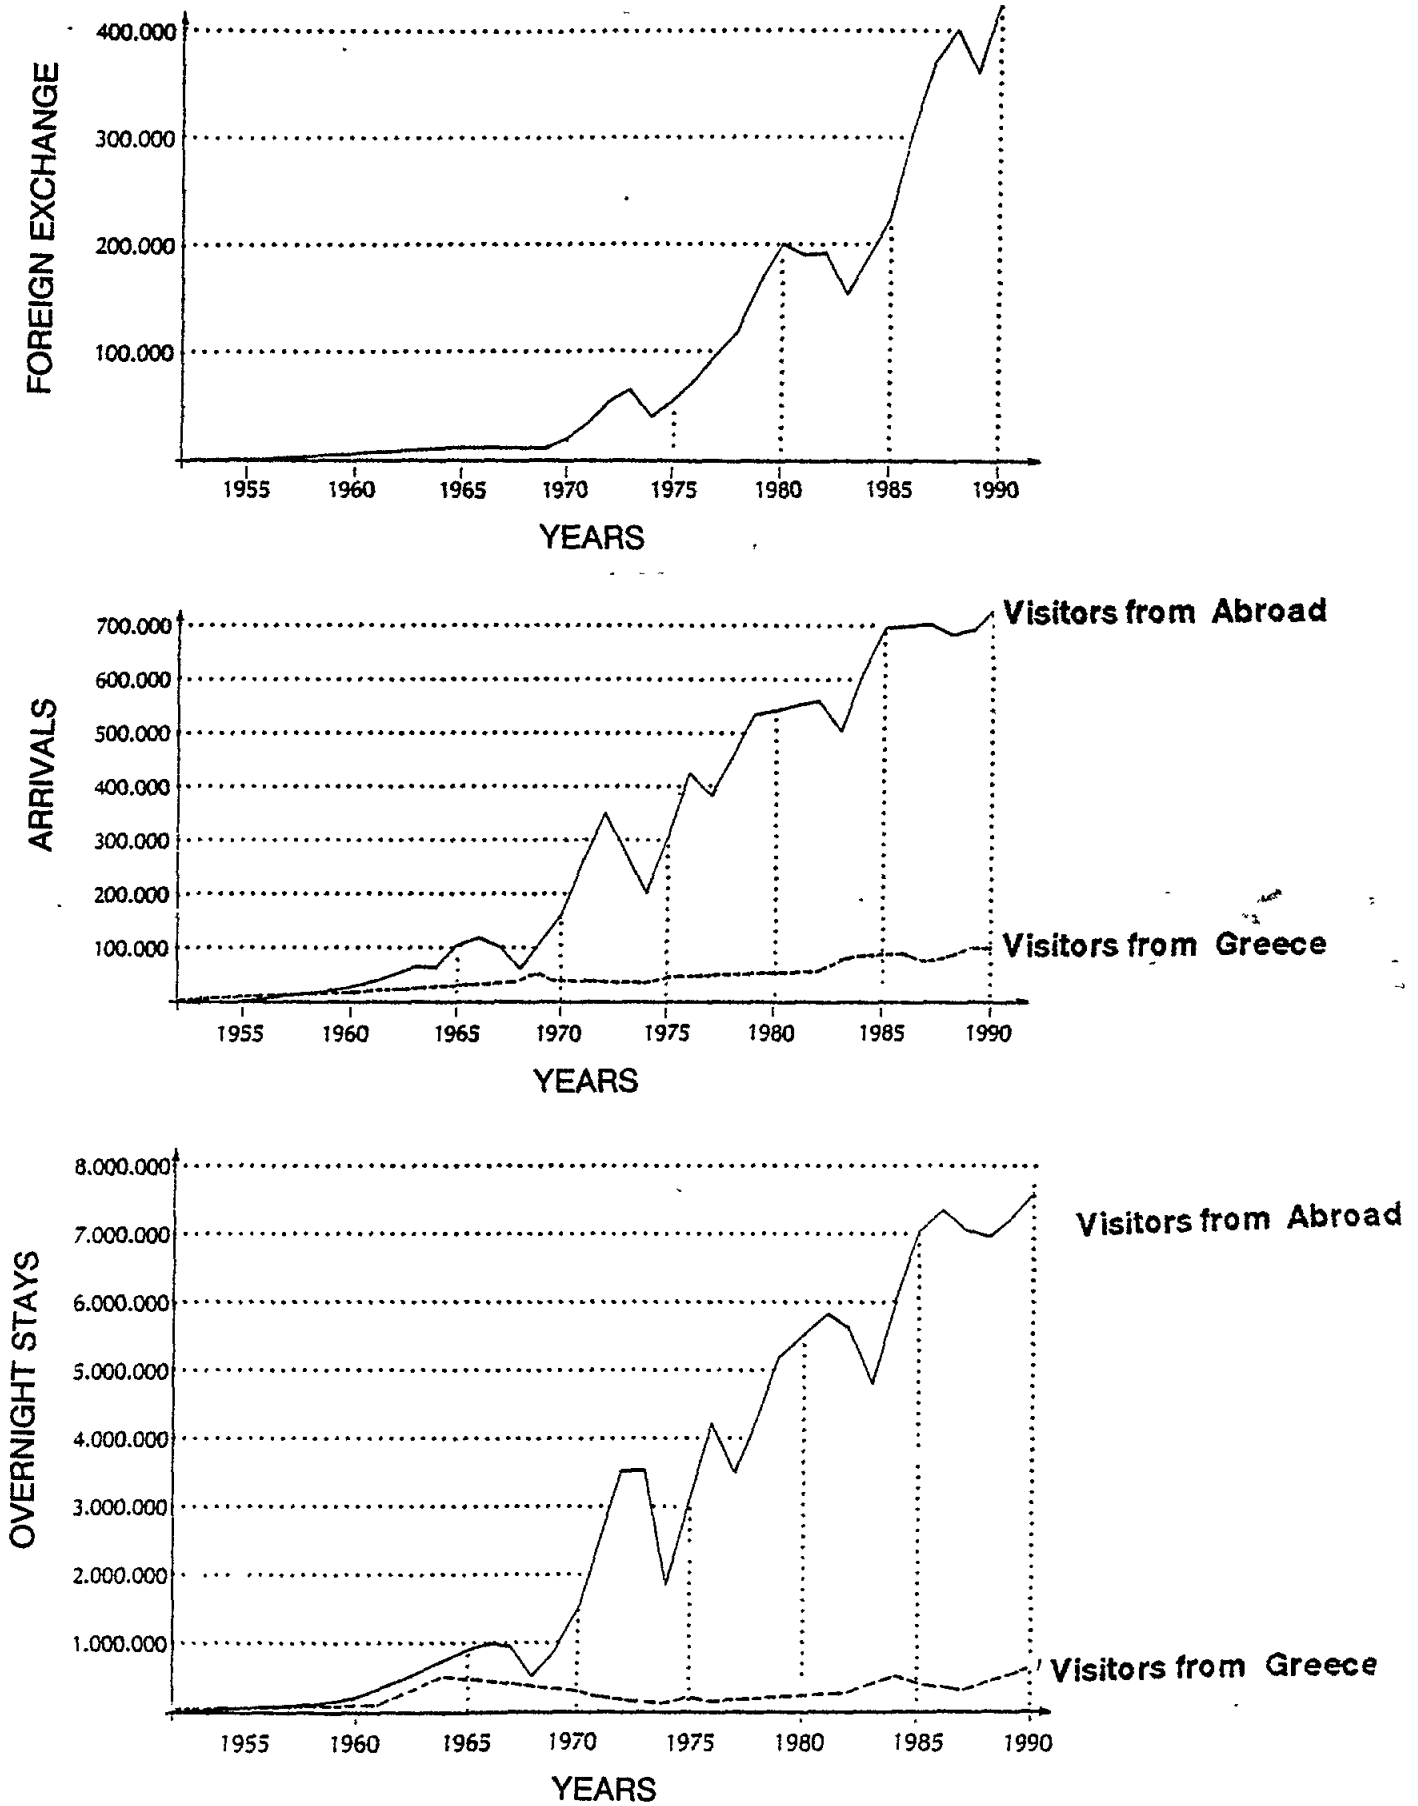 FOREIGN EXCHANGE
400.000
300.000
200.000
100.000
1955 1960 1965 1970 1975 1980 1985 1990
YEARS
ARRIVALS
700.000
600.000
500.000
400.000
300.000
200.000
100.000
Visitors from Abroad
Visitors from Greece
1955 1960 1965 1970 1975 1980 1985 1990
YEARS
OVERNIGHT STAYS
8.000.000
7.000.000
6.000.000
5.000.000
4.000.000
3.000.000
2.000.000
1.000.000
Visitors from Abroad
Visitors from Greece
1955 1960 1965 1970 1975 1980 1985 1990
YEARS